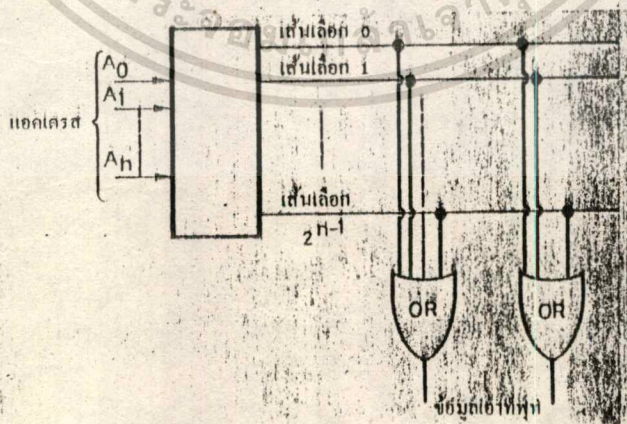 เส้นเลือก 0
เส้นเลือก 1
A0
A1
แอดเดรส
An
เส้นเลือก
2^n-1
OR OR
ข้อมูลเอาท์พุท